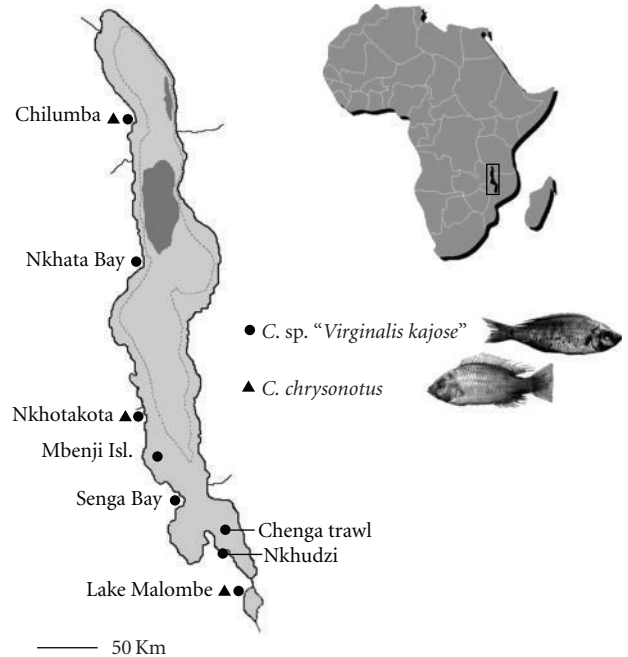 Chilumba
Nkhata Bay
C. sp. “Virginalis kajose”
C. chrysonotus
Nkhotakota
Mbenji Isl.
Senga Bay
Chenga trawl
Nkhudzi
Lake Malombe
50 Km